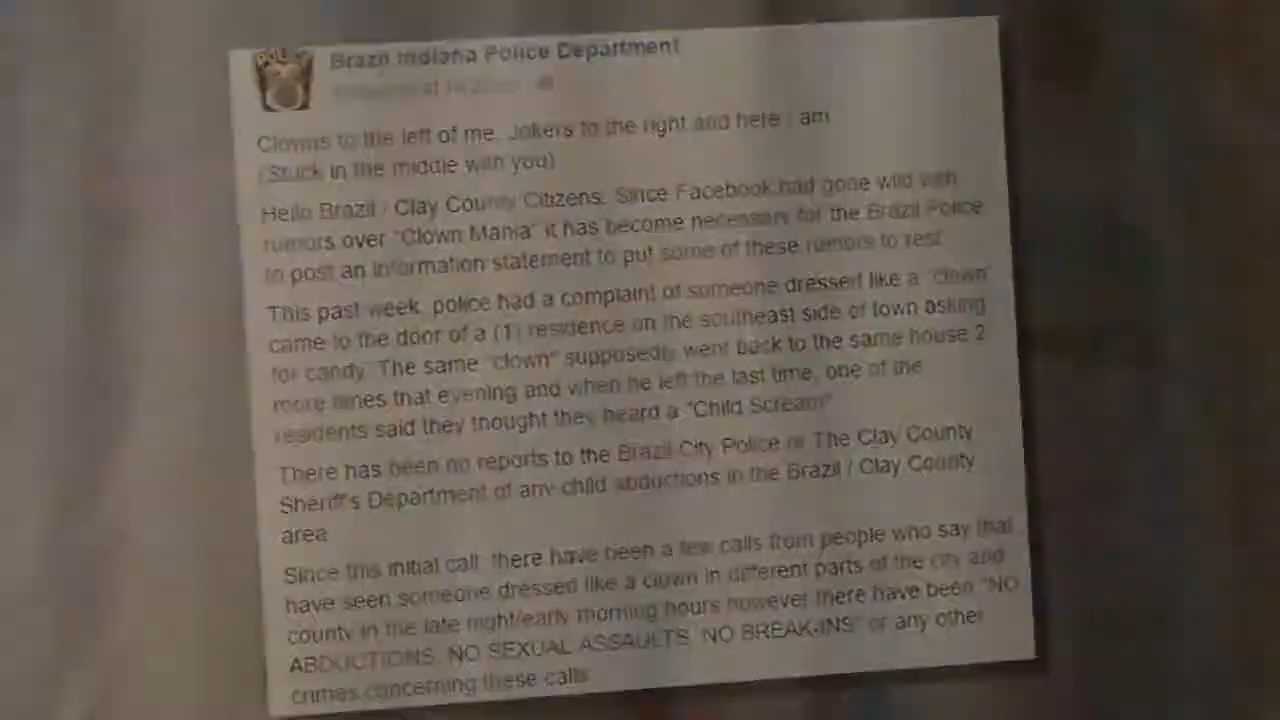 Brazil Indiana Police Department
Clowns to the left of me, Jokers to the right and here I am
(Stuck in the middle with you)
Hello Brazil / Clay County Citizens. Since Facebook had gone wild with
rumors over "Clown Mania" it has become necessary for the Brazil Police
to post an information statement to put some of these rumors to rest.
This past week, police had a complaint of someone dressed like a "clown"
came to the door of a (1) residence on the southeast side of town asking
for candy. The same "clown" supposedly went back to the same house 2
more times that evening and when he left the last time, one of the
residents said they thought they heard a "Child Scream"
There has been no reports to the Brazil City Police or The Clay County
Sheriff's Department of any child abductions in the Brazil / Clay County
area
Since this initial call, there have been a few calls from people who say that
have seen someone dressed like a clown in different parts of the city and
county in the late night/early morning hours however there have been "NO
ABDUCTIONS, NO SEXUAL ASSAULTS, NO BREAK-INS" or any other
crimes concerning these calls